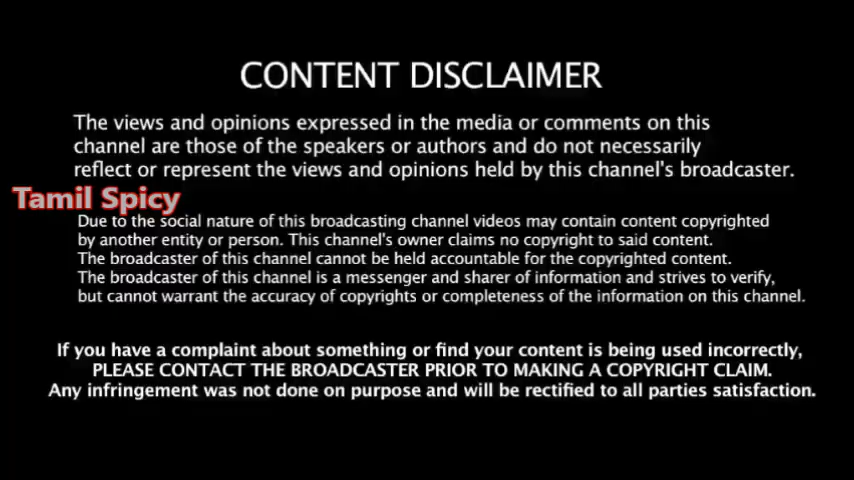 CONTENT DISCLAIMER
The views and opinions expressed in the media or comments on this
channel are those of the speakers or authors and do not necessarily
reflect or represent the views and opinions held by this channel's broadcaster.
Tamil Spicy
Due to the social nature of this broadcasting channel videos may contain content copyrighted
by another entity or person. This channel's owner claims no copyright to said content.
The broadcaster of this channel cannot be held accountable for the copyrighted content.
The broadcaster of this channel is a messenger and sharer of information and strives to verify,
but cannot warrant the accuracy of copyrights or completeness of the information on this channel.
If you have a complaint about something or find your content is being used incorrectly,
PLEASE CONTACT THE BROADCASTER PRIOR TO MAKING A COPYRIGHT CLAIM.
Any infringement was not done on purpose and will be rectified to all parties satisfaction.